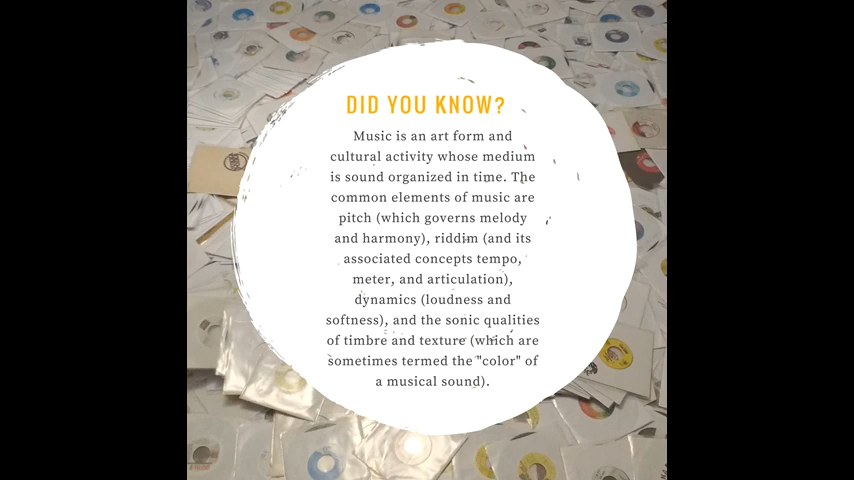 DID YOU KNOW?
Music is an art form and
cultural activity whose medium
is sound organized in time. The
common elements of music are
pitch (which governs melody
and harmony), riddim (and its
associated concepts tempo,
meter, and articulation),
dynamics (loudness and
softness), and the sonic qualities
of timbre and texture (which are
sometimes termed the "color" of
a musical sound).